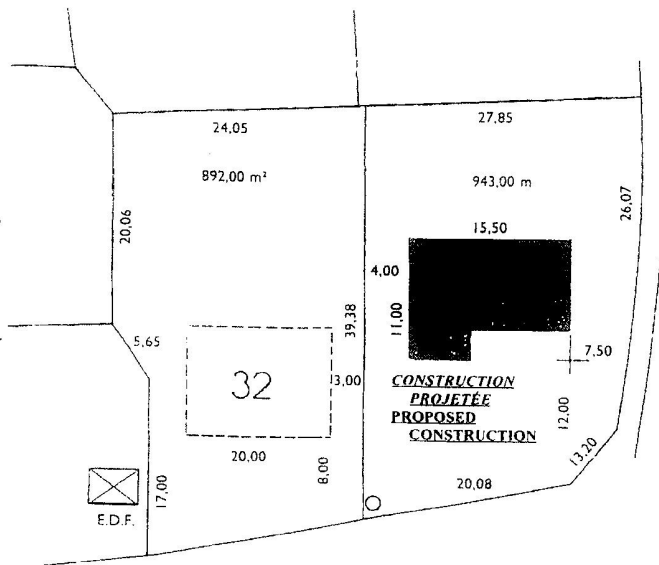 24,05
27,85
892,00 m²
943,00 m
15,50
20,06
26,07
4,00
39,38
11,00
5,65
7,50
32
3,00
CONSTRUCTION
PROJETÉE
PROPOSED
CONSTRUCTION
12,00
20,00
8,00
13,20
17,00
20,08
E.D.F.